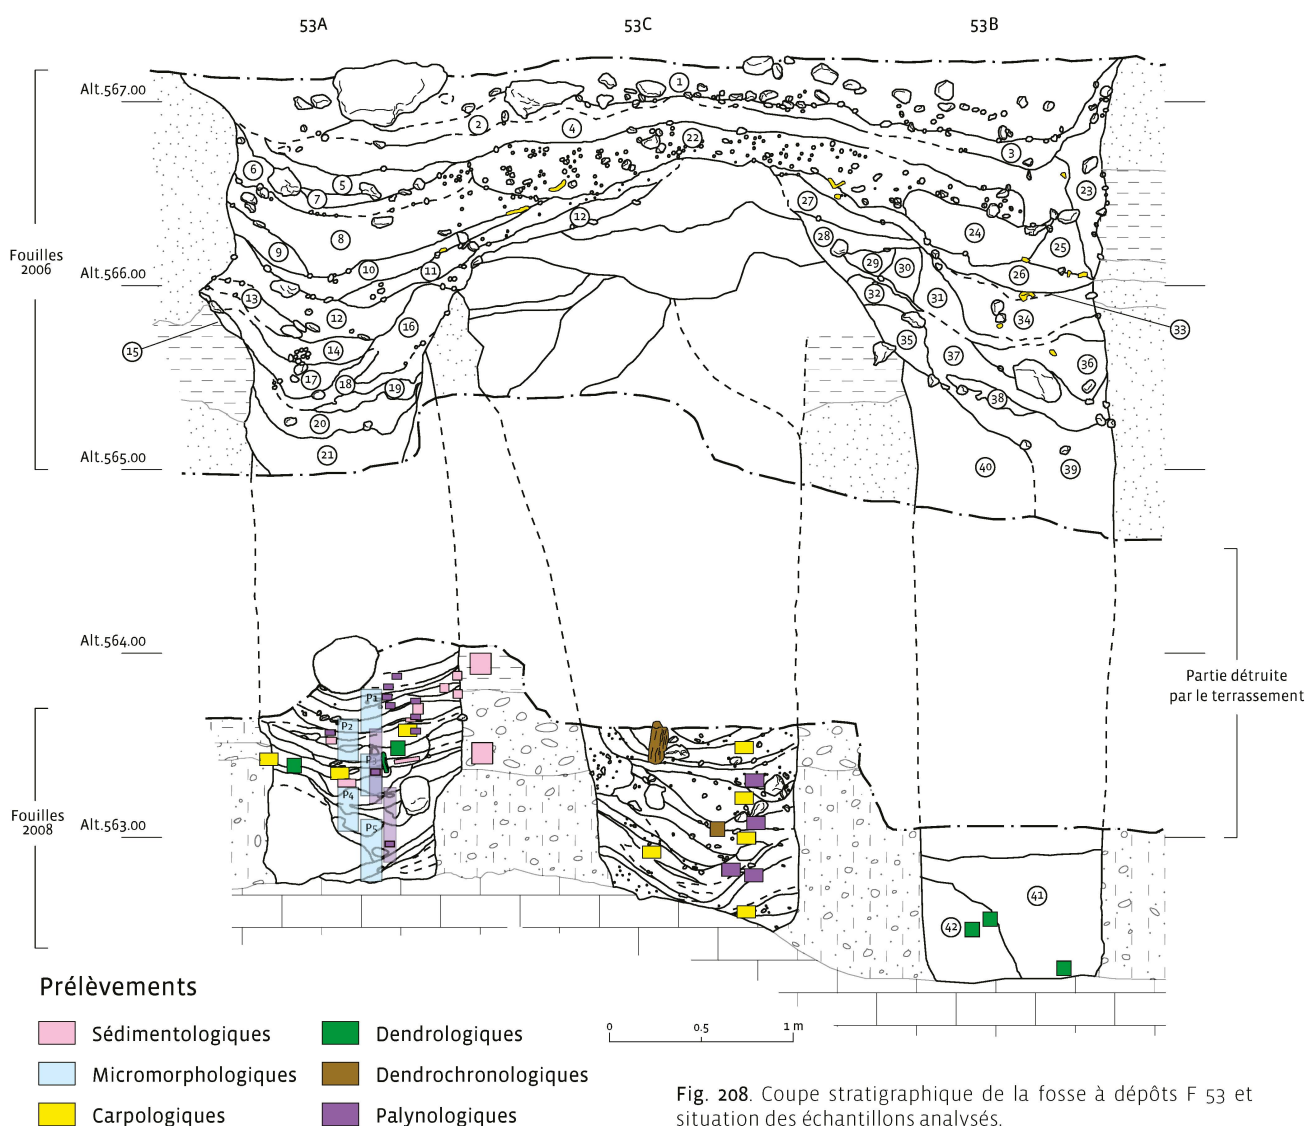 53A 53C 53B
Alt.567.00
1
2
4
22
3
6
5
7
23
27
12
8
24
28
25
9
Fouilles
2006
10
11
29
30
26
Alt.566.00
13
32
31
12
16
34
33
15
14
35
37
36
17
18
19
38
20
21
Alt.565.00
40
39
Alt.564.00
Partie détruite
par le terrassement
P1
P2
P3
P4
Fouilles
2008
Alt.563.00
P5
41
42
Prélèvements
Sédimentologiques
Dendrologiques
Micromorphologiques
Dendrochronologiques
Carpologiques
Palynologiques
0 0.5 1 m
Fig. 208. Coupe stratigraphique de la fosse à dépôts F 53 et
situation des échantillons analysés.